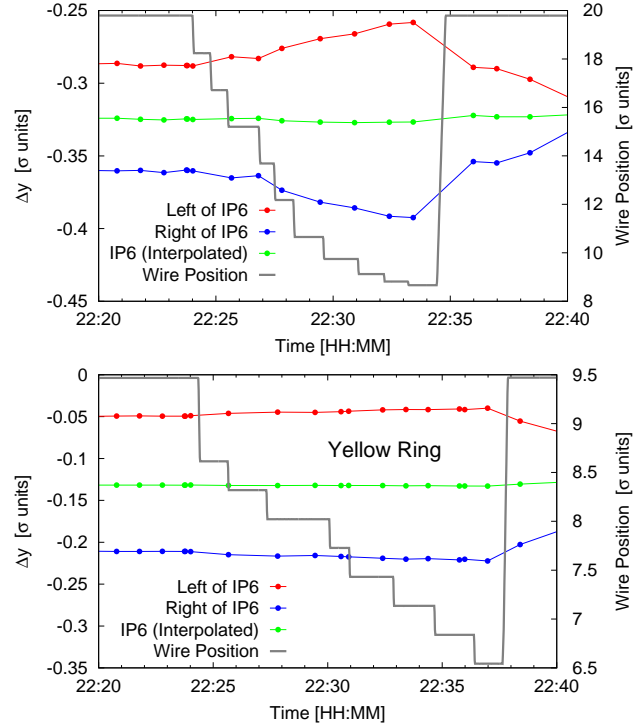 -0.25
-0.3
-0.35
-0.4
-0.45
Δy [σ units]
20
18
16
14
12
10
8
Wire Position [σ units]
Left of IP6
Right of IP6
IP6 (Interpolated)
Wire Position
22:20 22:25 22:30 22:35 22:40
Time [HH:MM]
0
-0.05
-0.1
-0.15
-0.2
-0.25
-0.3
-0.35
Δy [σ units]
9.5
9
8.5
8
7.5
7
6.5
Wire Position [σ units]
Yellow Ring
Left of IP6
Right of IP6
IP6 (Interpolated)
Wire Position
22:20 22:25 22:30 22:35 22:40
Time [HH:MM]